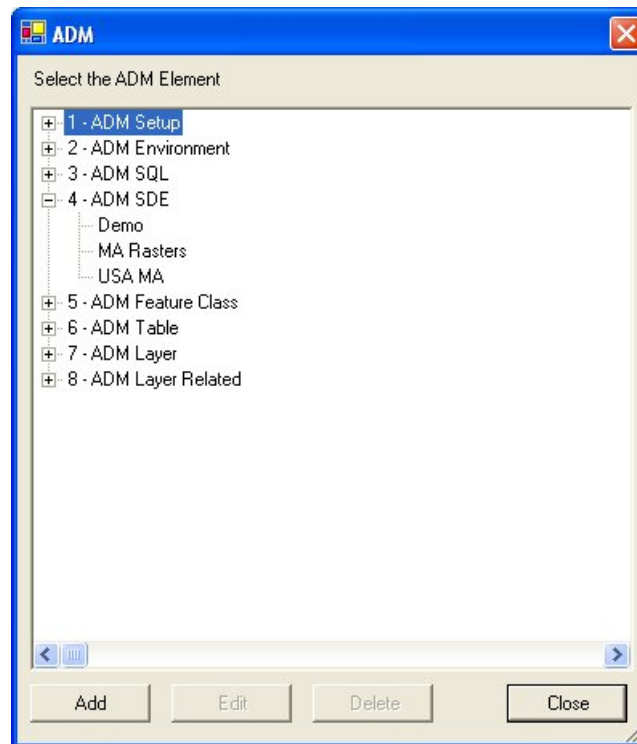 ADM
Select the ADM Element
1 - ADM Setup
2 - ADM Environment
3 - ADM SQL
4 - ADM SDE
Demo
MA Rasters
USA MA
5 - ADM Feature Class
6 - ADM Table
7 - ADM Layer
8 - ADM Layer Related
Add
Edit
Delete
Close